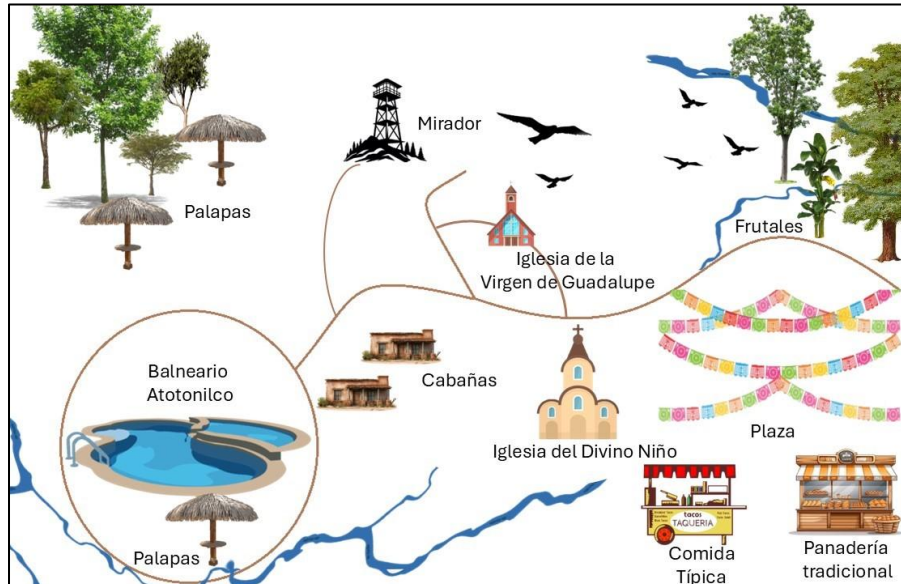 Mirador
Palapas
Frutales
Iglesia de la
Virgen de Guadalupe
Balneario
Atotonilco
Cabañas
Plaza
Iglesia del Divino Niño
tacos
TAQUERIA
Palapas
Comida
Típica
Panadería
tradicional